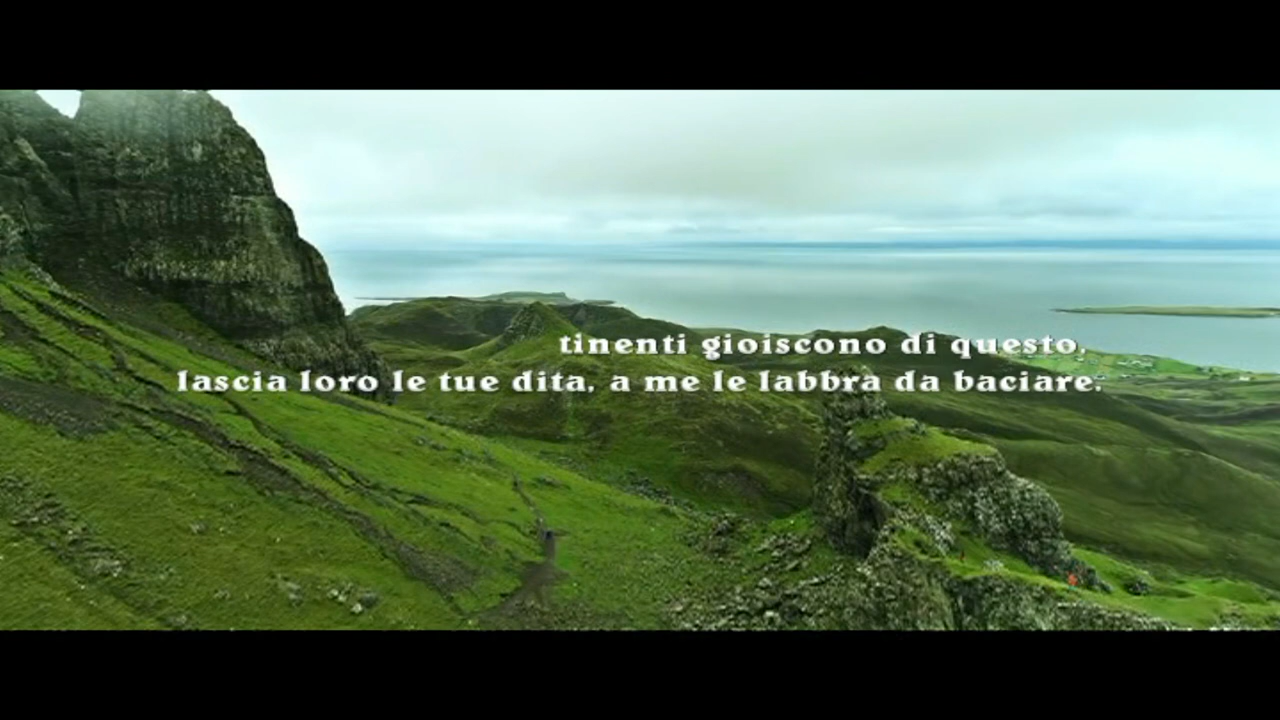 tinenti gioiscono di questo,
lascia loro le tue dita, a me le labbra da baciare.